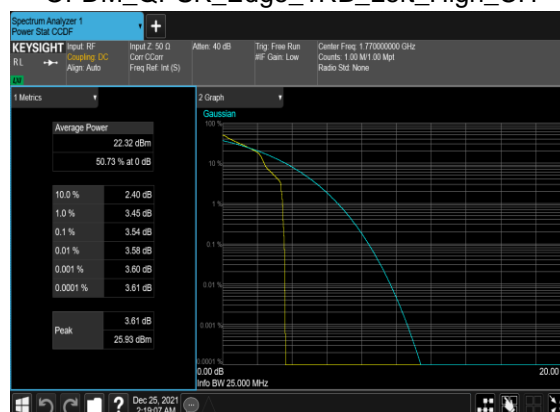 Spectrum Analyzer 1
Power Stat CCDF
KEYSIGHT
RL
Input: RF
Coupling: DC
Align: Auto
Input Z: 50 Ω
Corr CCorr
Freq Ref: Int (S)
Atten: 40 dB
Trig: Free Run
#IF Gain: Low
Center Freq: 1.770000000 GHz
Counts: 1.00 M/1.00 Mpt
Radio Std: None
1 Metrics
Average Power
22.32 dBm
50.73 % at 0 dB
10.0 % 2.40 dB
1.0 % 3.45 dB
0.1 % 3.54 dB
0.01 % 3.58 dB
0.001 % 3.60 dB
0.0001 % 3.61 dB
Peak
3.61 dB
25.93 dBm
2 Graph
Gaussian
100 %
10 %
1 %
0.1 %
0.01 %
0.001 %
0.0001 %
0.00 dB
20.00
Info BW 25.000 MHz
?
Dec 25, 2021
2:19:07 AM